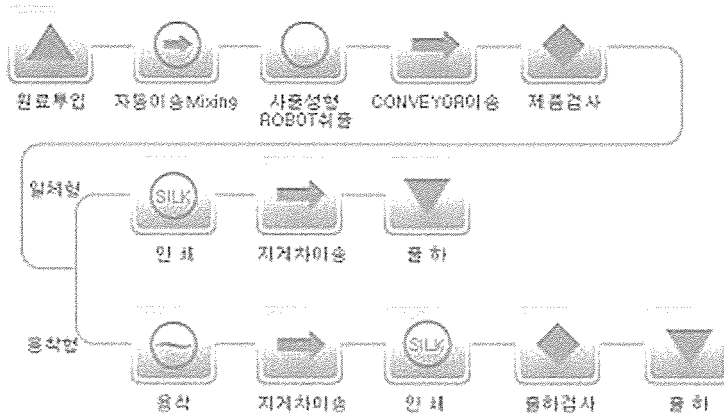 원료투입 자동이송Mixing 사출성형 CONVEYOR이송 제품검사
ROBOT취출
일체형
SILK
인 쇄 지게차이송 출 하
SILK
융착형
융착 지게차이송 인 쇄 출하검사 출 하